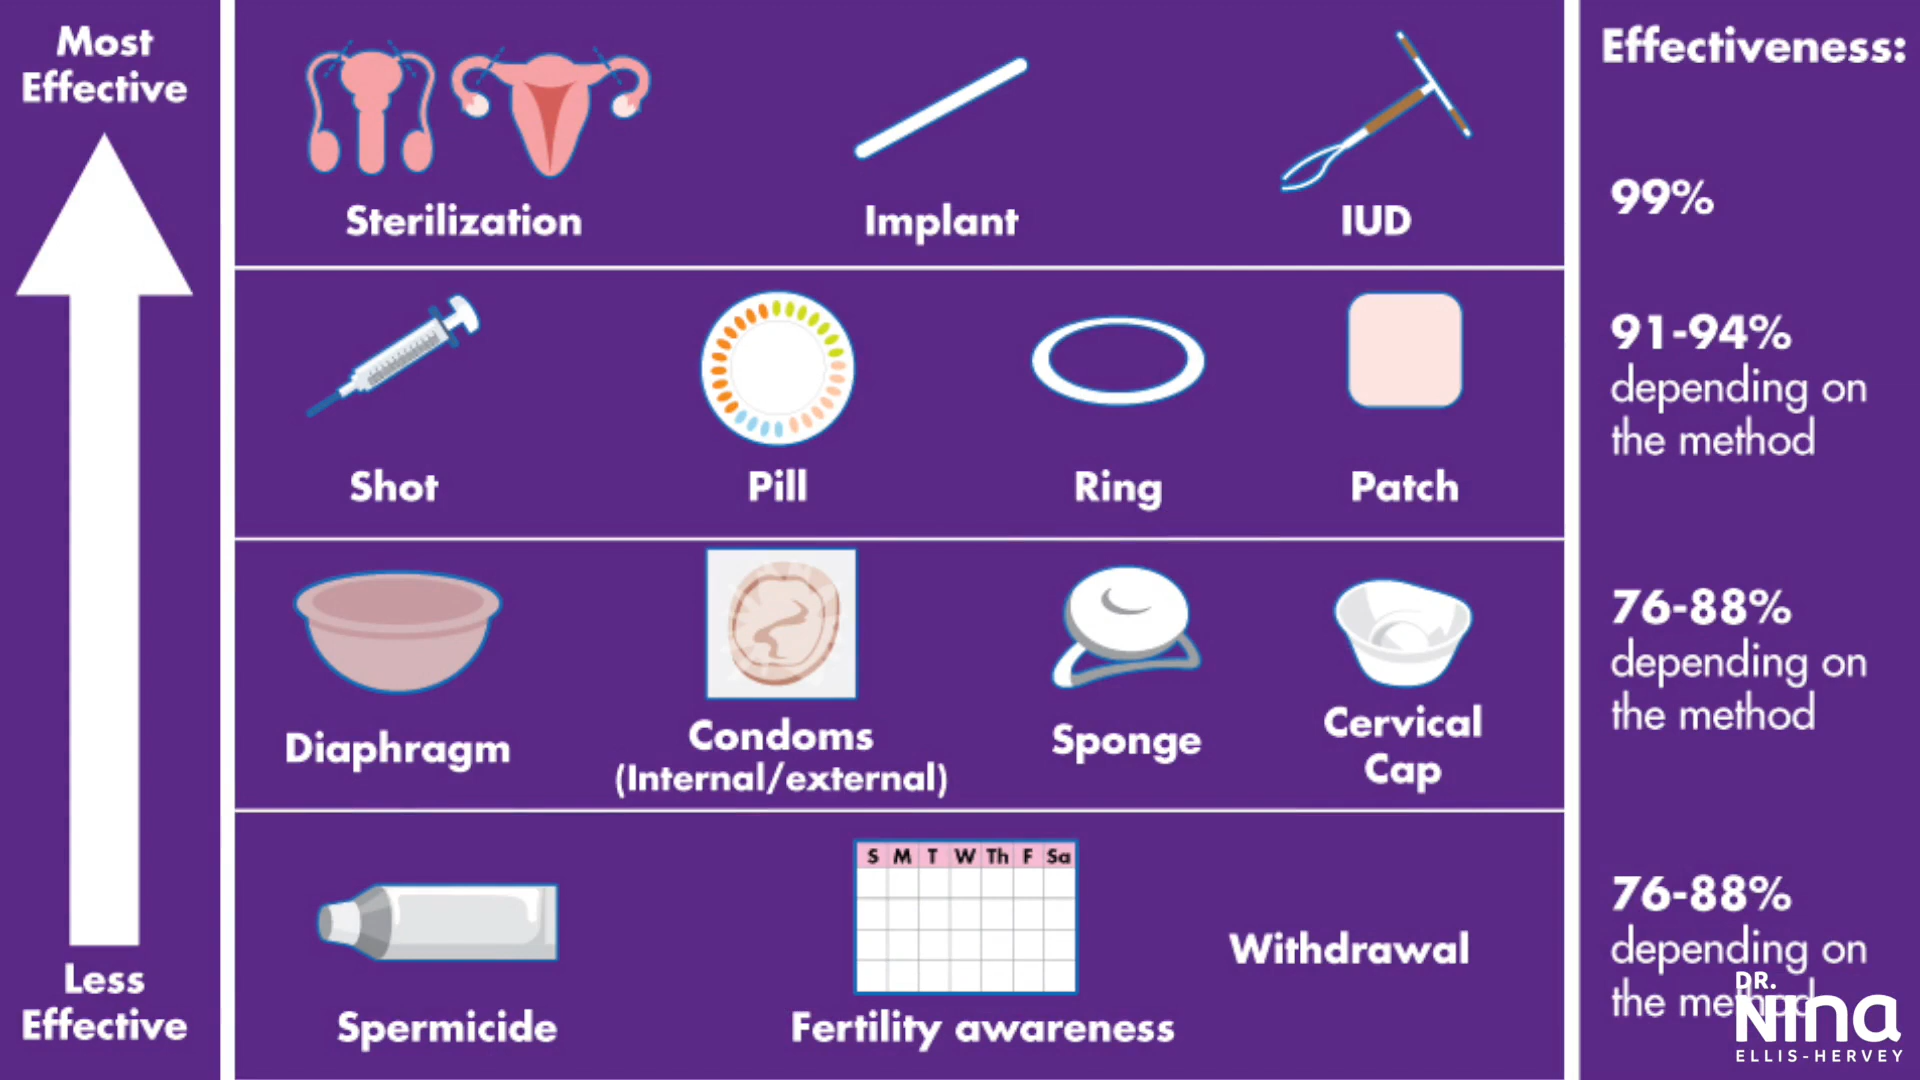 Most
Effective
Less
Effective
Sterilization
Implant
IUD
Shot
Pill
Ring
Patch
Diaphragm
Condoms
(Internal/external)
Sponge
Cervical
Cap
S M T W Th F Sa
Spermicide
Fertility awareness
Withdrawal
Effectiveness:
99%
91-94%
depending on
the method
76-88%
depending on
the method
76-88%
depending on
the method
DR.
Nina
ELLIS-HERVEY